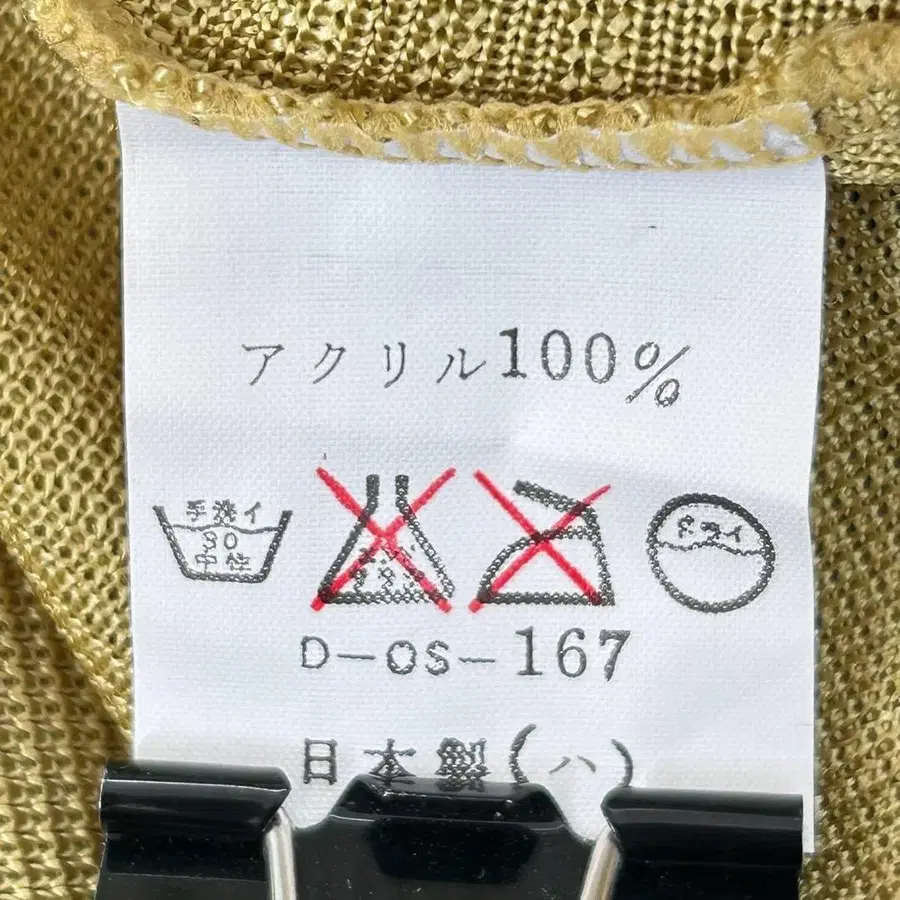 アクリル100%
手洗イ
30
中性
ドライ
D-OS-167
日本製(ハ)